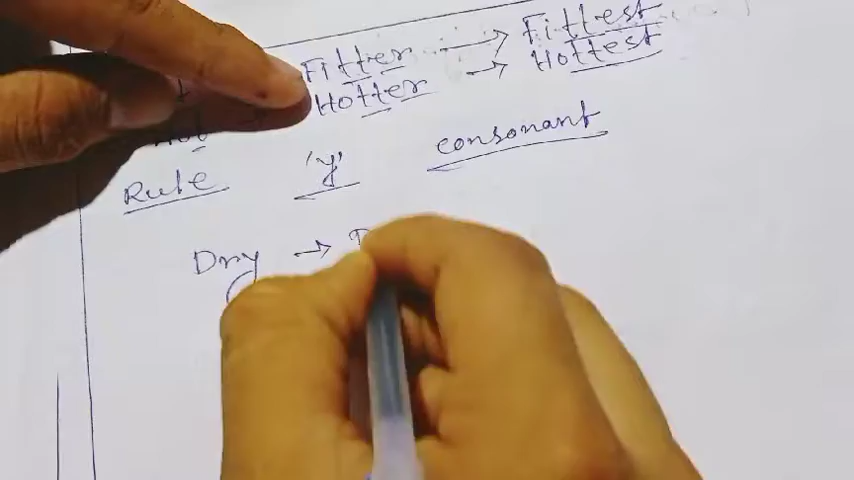 Fitter → Fittest
Hotter → Hottest
Rule 'y' consonant
Dry →